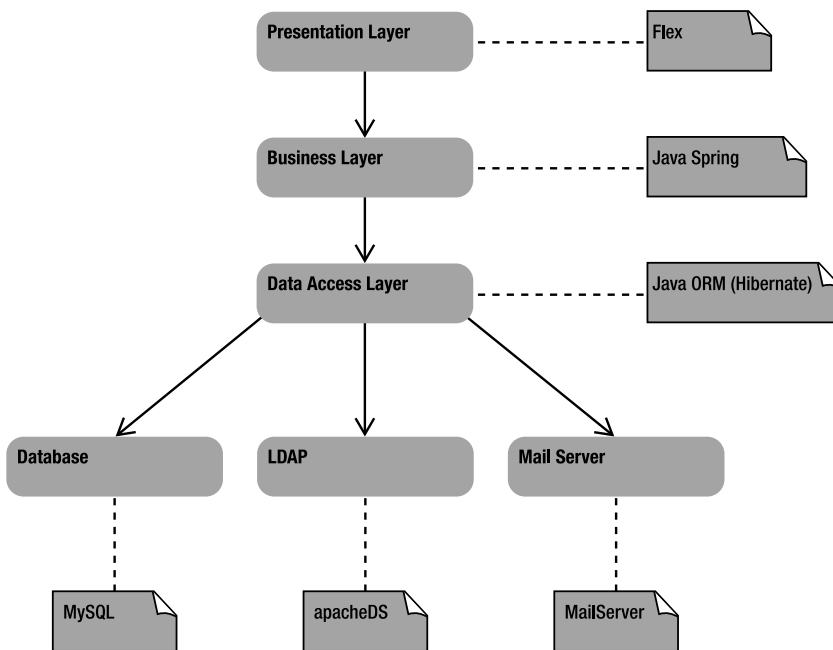 Presentation Layer
Flex
Business Layer
Java Spring
Data Access Layer
Java ORM (Hibernate)
Database
LDAP
Mail Server
MySQL
apacheDS
MailServer